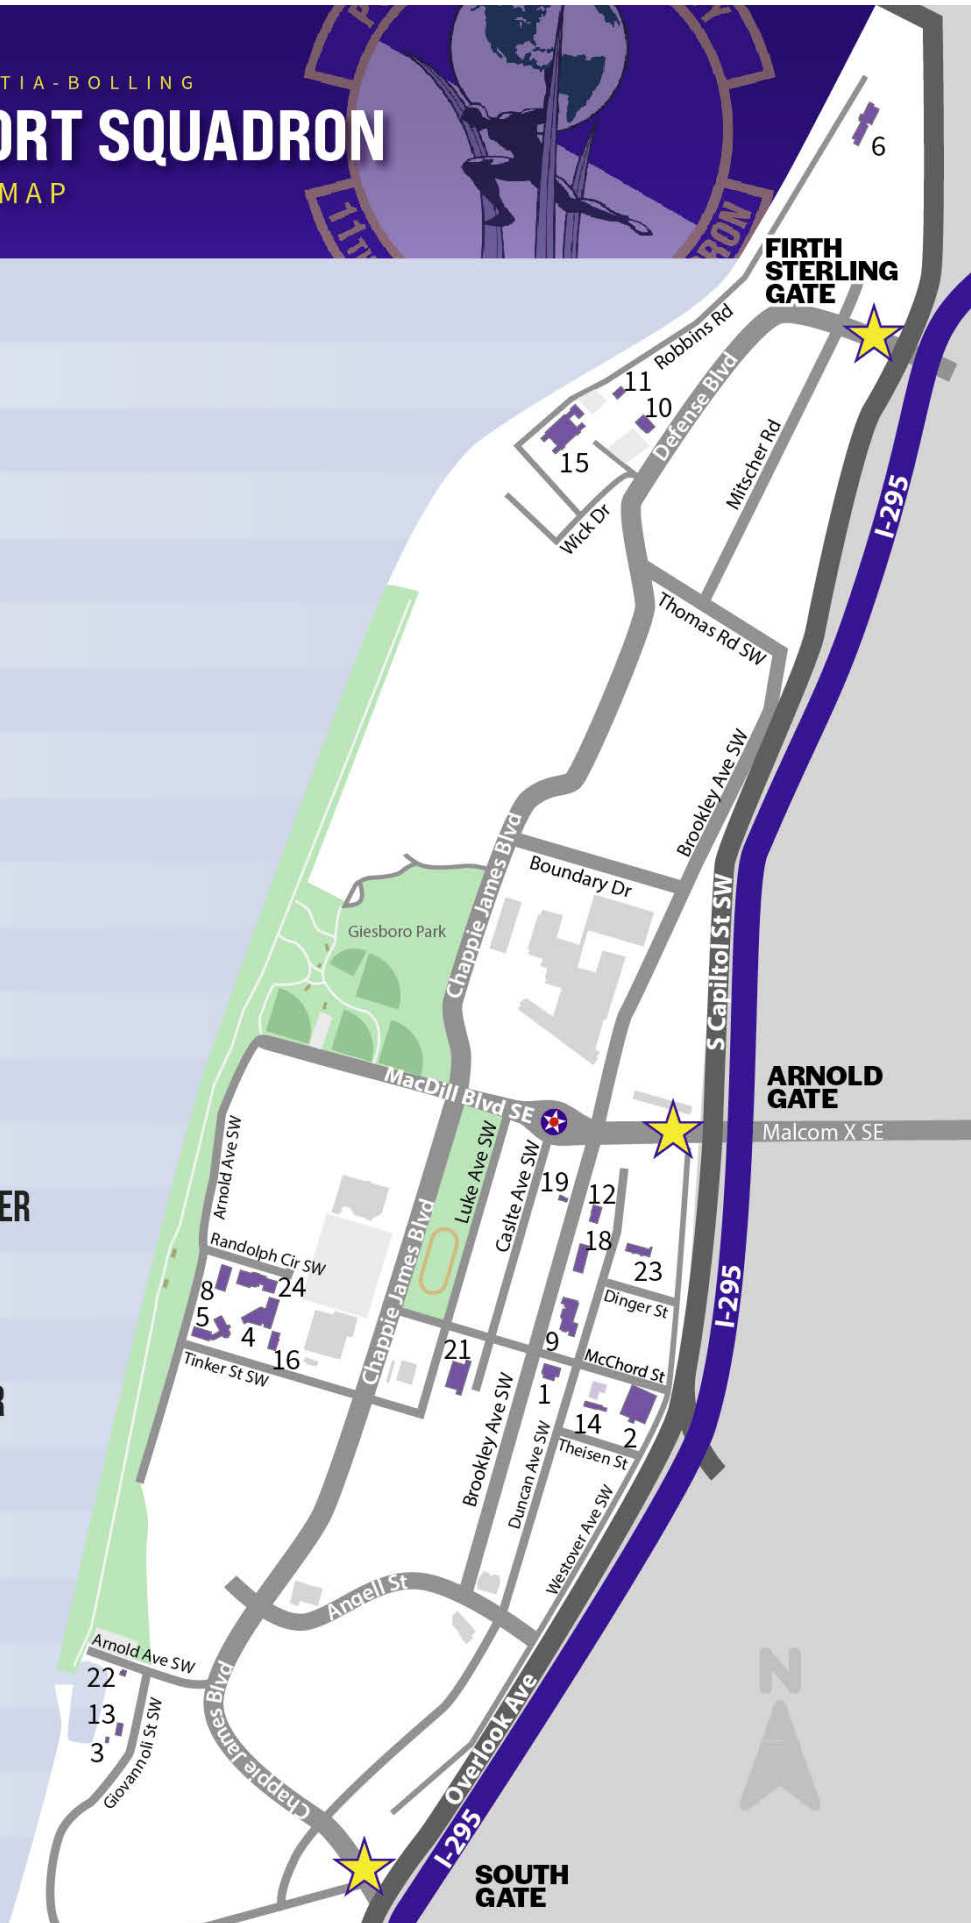 TIA-BOLLING
ORT SQUADRON
MAP
11TH
RON
6
FIRTH
STERLING
GATE
Robbins Rd
Defense Blvd
11
10
15
Mitscher Rd
I-295
Wick Dr
Thomas Rd SW
Brookley Ave SW
Chappie James Blvd
Boundary Dr
S Capiltol St SW
Giesboro Park
ARNOLD
GATE
MacDill Blvd SE
Malcom X SE
Arnold Ave SW
Luke Ave SW
Caslte Ave SW
19
12
ER
18
Randolph Cir SW
23
8
24
Chappie James Blvd
Dinger St
I-295
5
4
9
16
21
McChord St
Tinker St SW
1
R
14
2
Brookley Ave SW
Duncan Ave SW
Theisen St
Westover Ave SW
Angell St
Arnold Ave SW
22
13
3
Giovannoli St SW
Chappie James Blvd
Overlook Ave
N
I-295
SOUTH
GATE